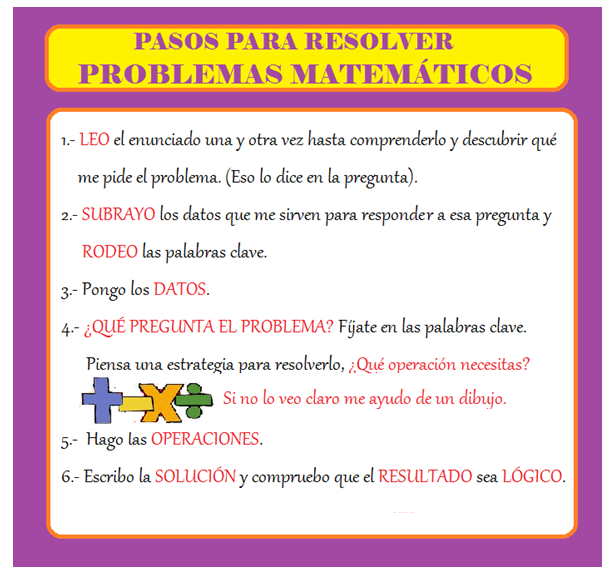 PASOS PARA RESOLVER
PROBLEMAS MATEMÁTICOS
1.- LEO el enunciado una y otra vez hasta comprenderlo y descubrir qué
me pide el problema. (Eso lo dice en la pregunta).
2.- SUBRAYO los datos que me sirven para responder a esa pregunta y
RODEO las palabras clave.
3.- Pongo los DATOS.
4.- ¿QUÉ PREGUNTA EL PROBLEMA? Fíjate en las palabras clave.
Piensa una estrategia para resolverlo, ¿Qué operación necesitas?
Si no lo veo claro me ayudo de un dibujo.
5.- Hago las OPERACIONES.
6.- Escribo la SOLUCIÓN y compruebo que el RESULTADO sea LÓGICO.